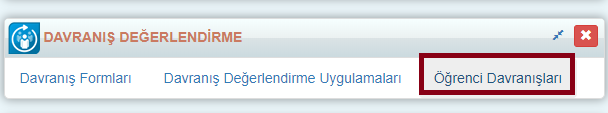 DAVRANIŞ DEĞERLENDİRME
Davranış Formları Davranış Değerlendirme Uygulamaları Öğrenci Davranışları